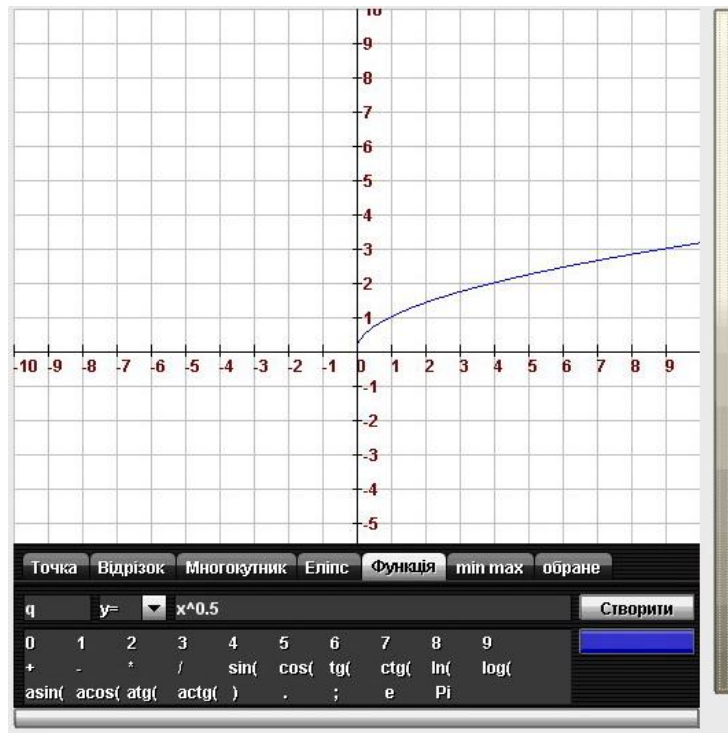 10
9
8
7
6
5
4
3
2
1
-10 -9 -8 -7 -6 -5 -4 -3 -2 -1 0 1 2 3 4 5 6 7 8 9
-1
-2
-3
-4
-5
Точка Відрізок Многокутник Еліпс Функція min max обране
q y= x^0.5 Створити
0 1 2 3 4 5 6 7 8 9
+ - * / sin( cos( tg( ctg( ln( log(
asin( acos( atg( actg( ) . ; e Pi